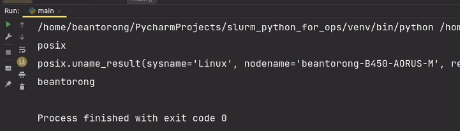 Run: main
/home/beantorong/PycharmProjects/slurm_python_for_ops/venv/bin/python /hom
posix
posix.uname_result(sysname='Linux', nodename='beantorong-B450-AORUS-M', re
beantorong
Process finished with exit code 0